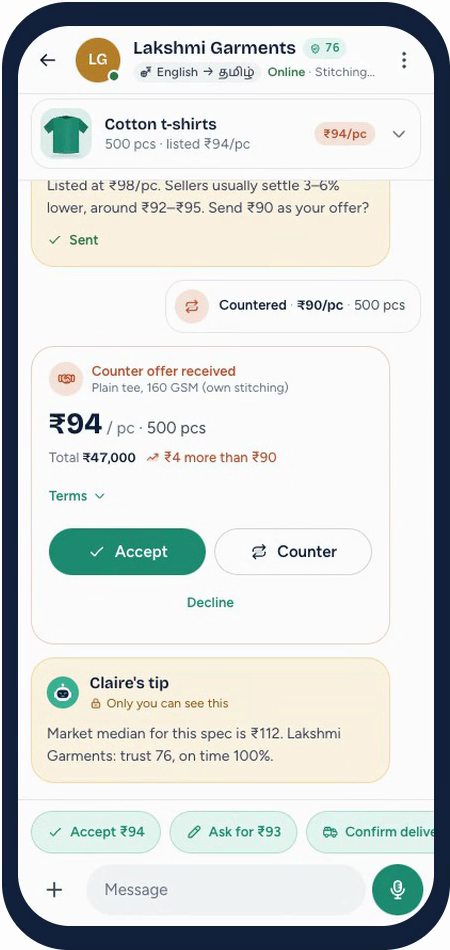 LG
Lakshmi Garments 76
English → தமிழ் Online · Stitching...
Cotton t-shirts
500 pcs · listed ₹94/pc
₹94/pc
Listed at ₹98/pc. Sellers usually settle 3–6%
lower, around ₹92–₹95. Send ₹90 as your offer?
Sent
Countered · ₹90/pc · 500 pcs
Counter offer received
Plain tee, 160 GSM (own stitching)
₹94 / pc · 500 pcs
Total ₹47,000 ₹4 more than ₹90
Terms
Accept
Counter
Decline
Claire's tip
Only you can see this
Market median for this spec is ₹112. Lakshmi
Garments: trust 76, on time 100%.
Accept ₹94
Ask for ₹93
Confirm delive
Message